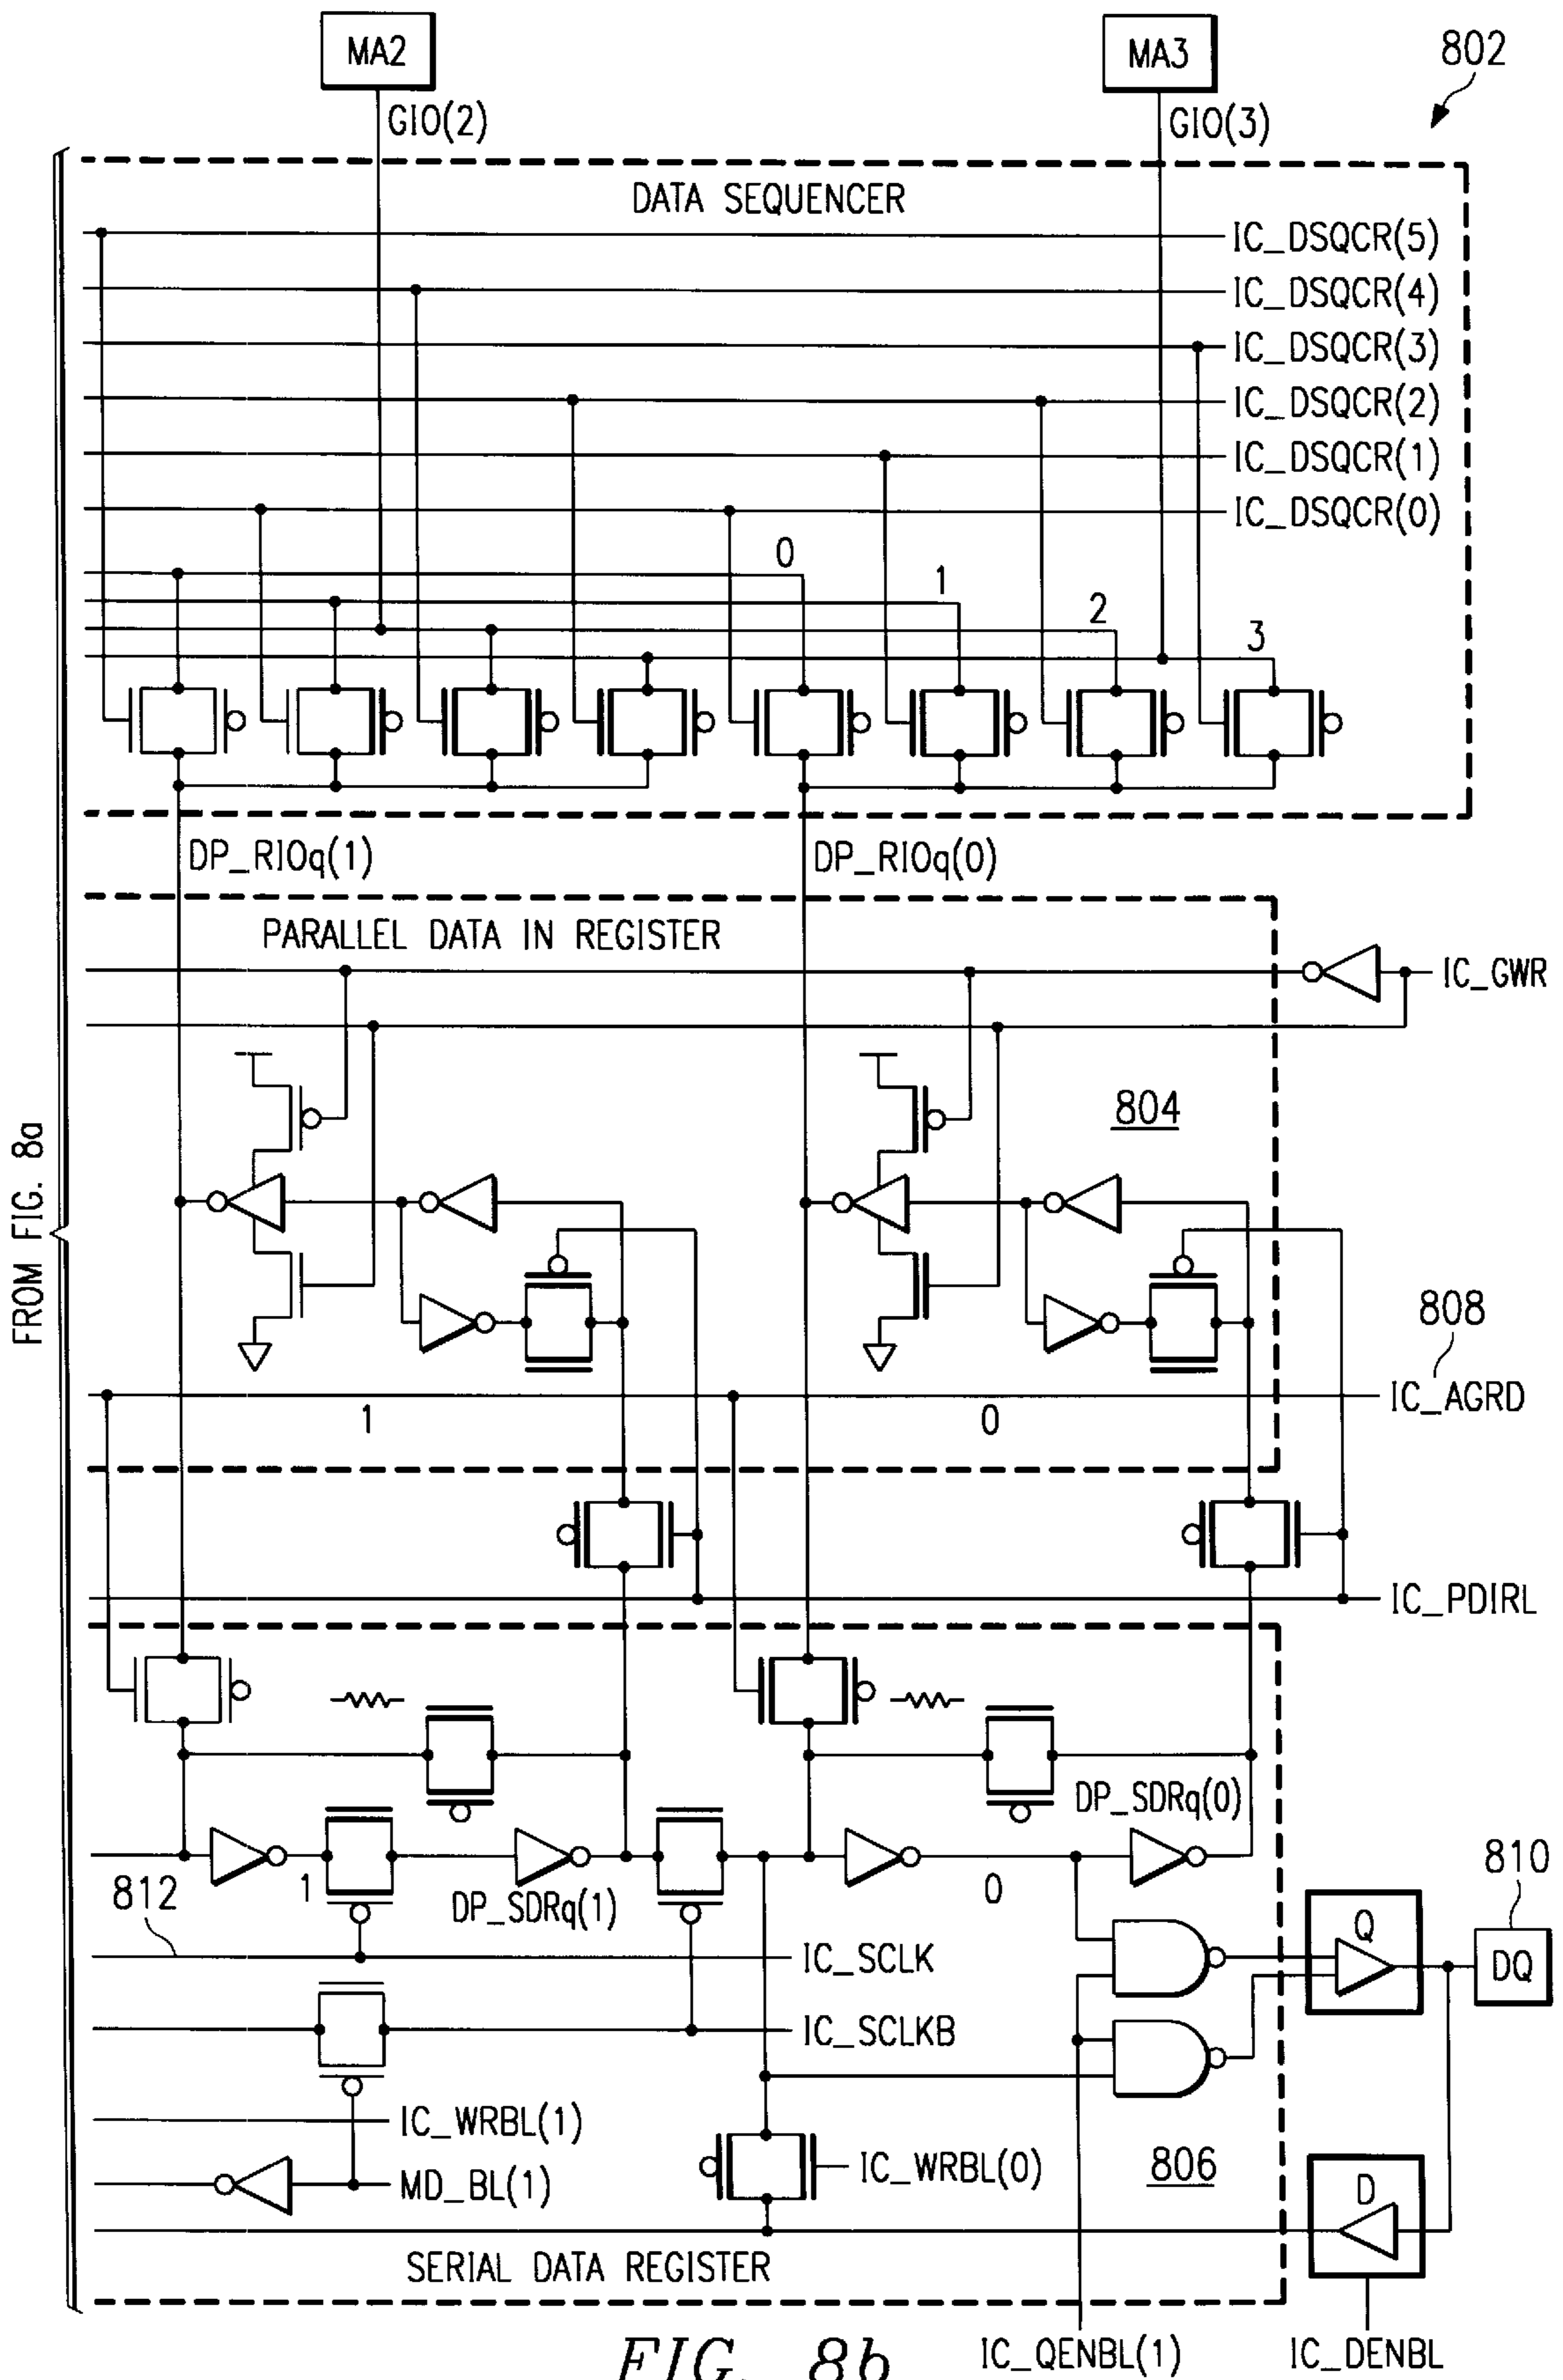 MA2
MA3
802
GIO(2)
GIO(3)
DATA SEQUENCER
IC_DSQCR(5)
IC_DSQCR(4)
IC_DSQCR(3)
IC_DSQCR(2)
IC_DSQCR(1)
IC_DSQCR(0)
0
1
2
3
DP_RIOq(1)
DP_RIOq(0)
PARALLEL DATA IN REGISTER
IC_GWR
804
FROM FIG. 8a
808
IC_AGRD
1
0
IC_PDIRL
DP_SDRq(0)
812
1
DP_SDRq(1)
0
810
Q
DQ
IC_SCLK
IC_SCLKB
IC_WRBL(1)
MD_BL(1)
IC_WRBL(0)
806
D
SERIAL DATA REGISTER
IC_QENBL(1)
IC_DENBL
FIG. 8b